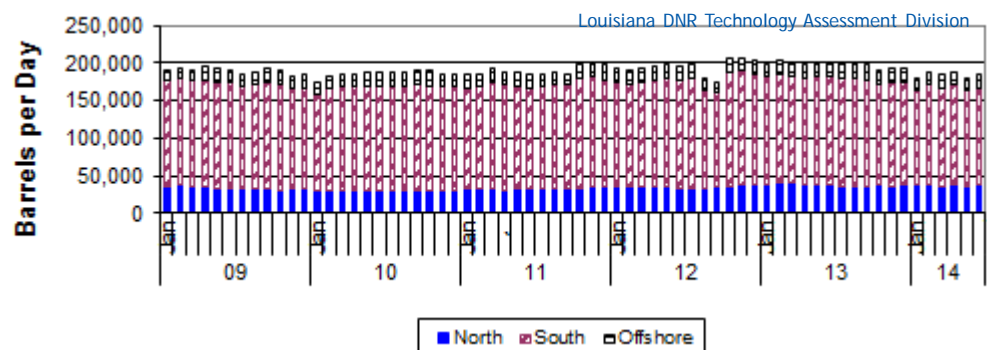 Louisiana DNR Technology Assessment Division
Barrels per Day
250,000
200,000
150,000
100,000
50,000
0
Jan Jan Jan Jan Jan Jan
09 10 11 12 13 14
North South Offshore